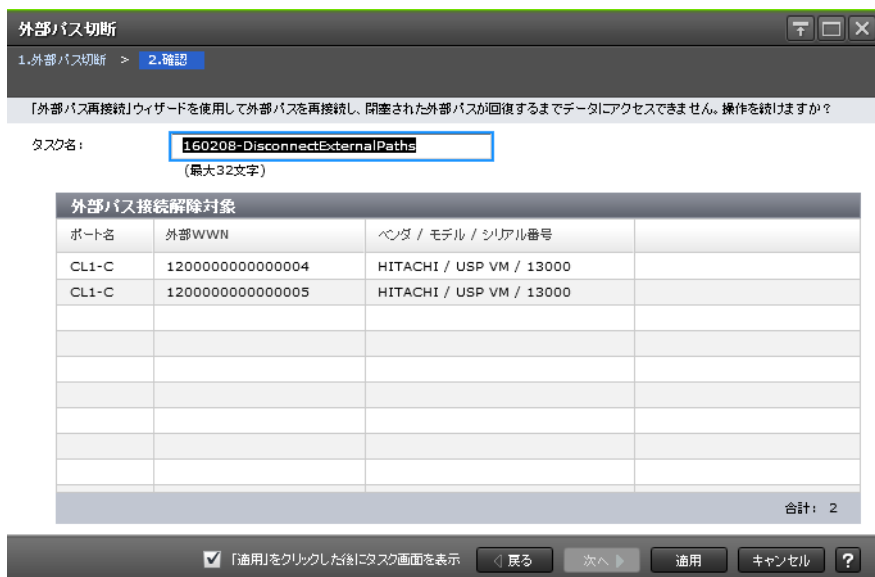 外部パス切断
1.外部パス切断 > 2.確認
「外部パス再接続」ウィザードを使用して外部パスを再接続し、閉塞された外部パスが回復するまでデータにアクセスできません。操作を続けますか?
タスク名: 160208-DisconnectExternalPaths
(最大32文字)
外部パス接続解除対象
ポート名 外部WWN ベンダ / モデル / シリアル番号
CL1-C 1200000000000004 HITACHI / USP VM / 13000
CL1-C 1200000000000005 HITACHI / USP VM / 13000
合計: 2
「適用」をクリックした後にタスク画面を表示 戻る 次へ 適用 キャンセル ?